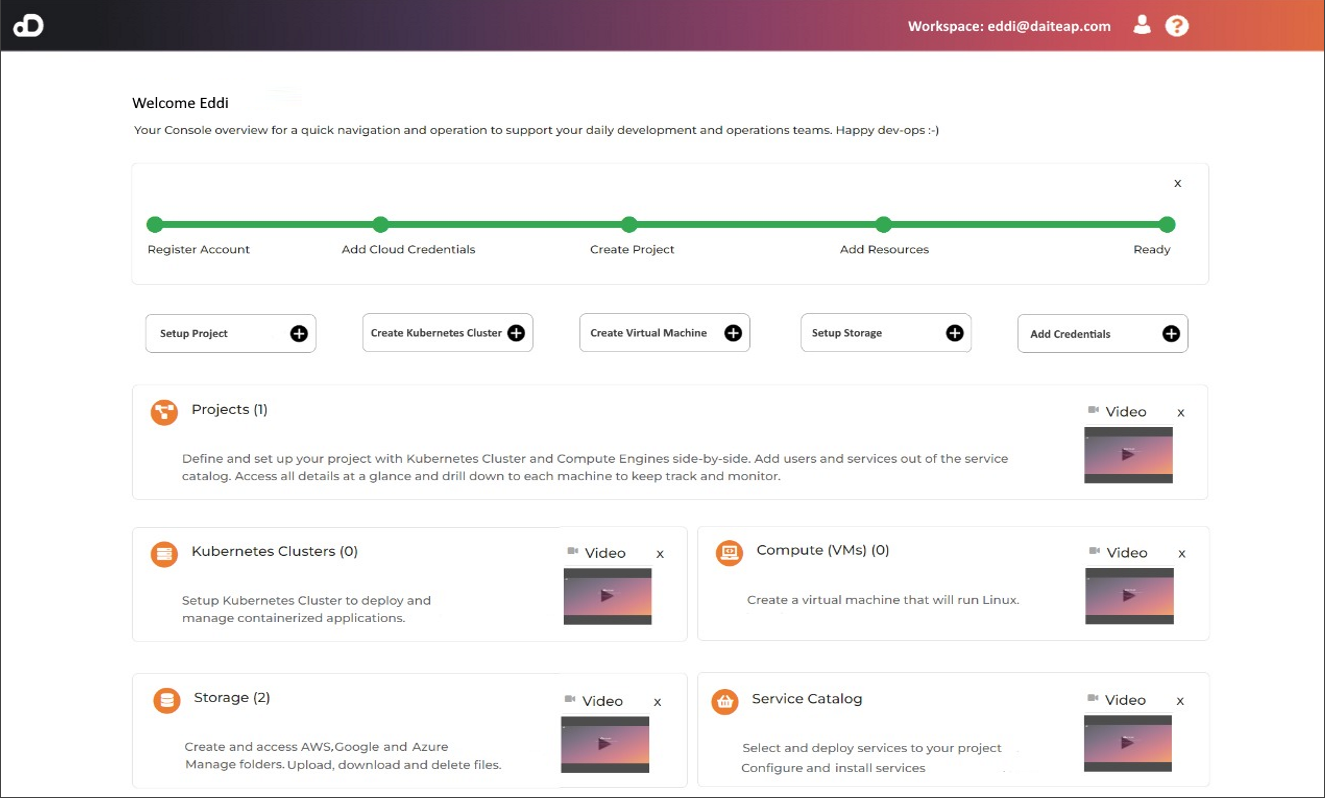 dD
Workspace: eddi@daiteap.com
?
Welcome Eddi
Your Console overview for a quick navigation and operation to support your daily development and operations teams. Happy dev-ops :-)
x
Register Account
Add Cloud Credentials
Create Project
Add Resources
Ready
Setup Project
Create Kubernetes Cluster
Create Virtual Machine
Setup Storage
Add Credentials
Projects (1)
Video
x
Define and set up your project with Kubernetes Cluster and Compute Engines side-by-side. Add users and services out of the service
catalog. Access all details at a glance and drill down to each machine to keep track and monitor.
Kubernetes Clusters (0)
Video
x
Setup Kubernetes Cluster to deploy and
manage containerized applications.
Compute (VMs) (0)
Video
x
Create a virtual machine that will run Linux.
Storage (2)
Video
x
Create and access AWS,Google and Azure
Manage folders. Upload, download and delete files.
Service Catalog
Video
x
Select and deploy services to your project
Configure and install services